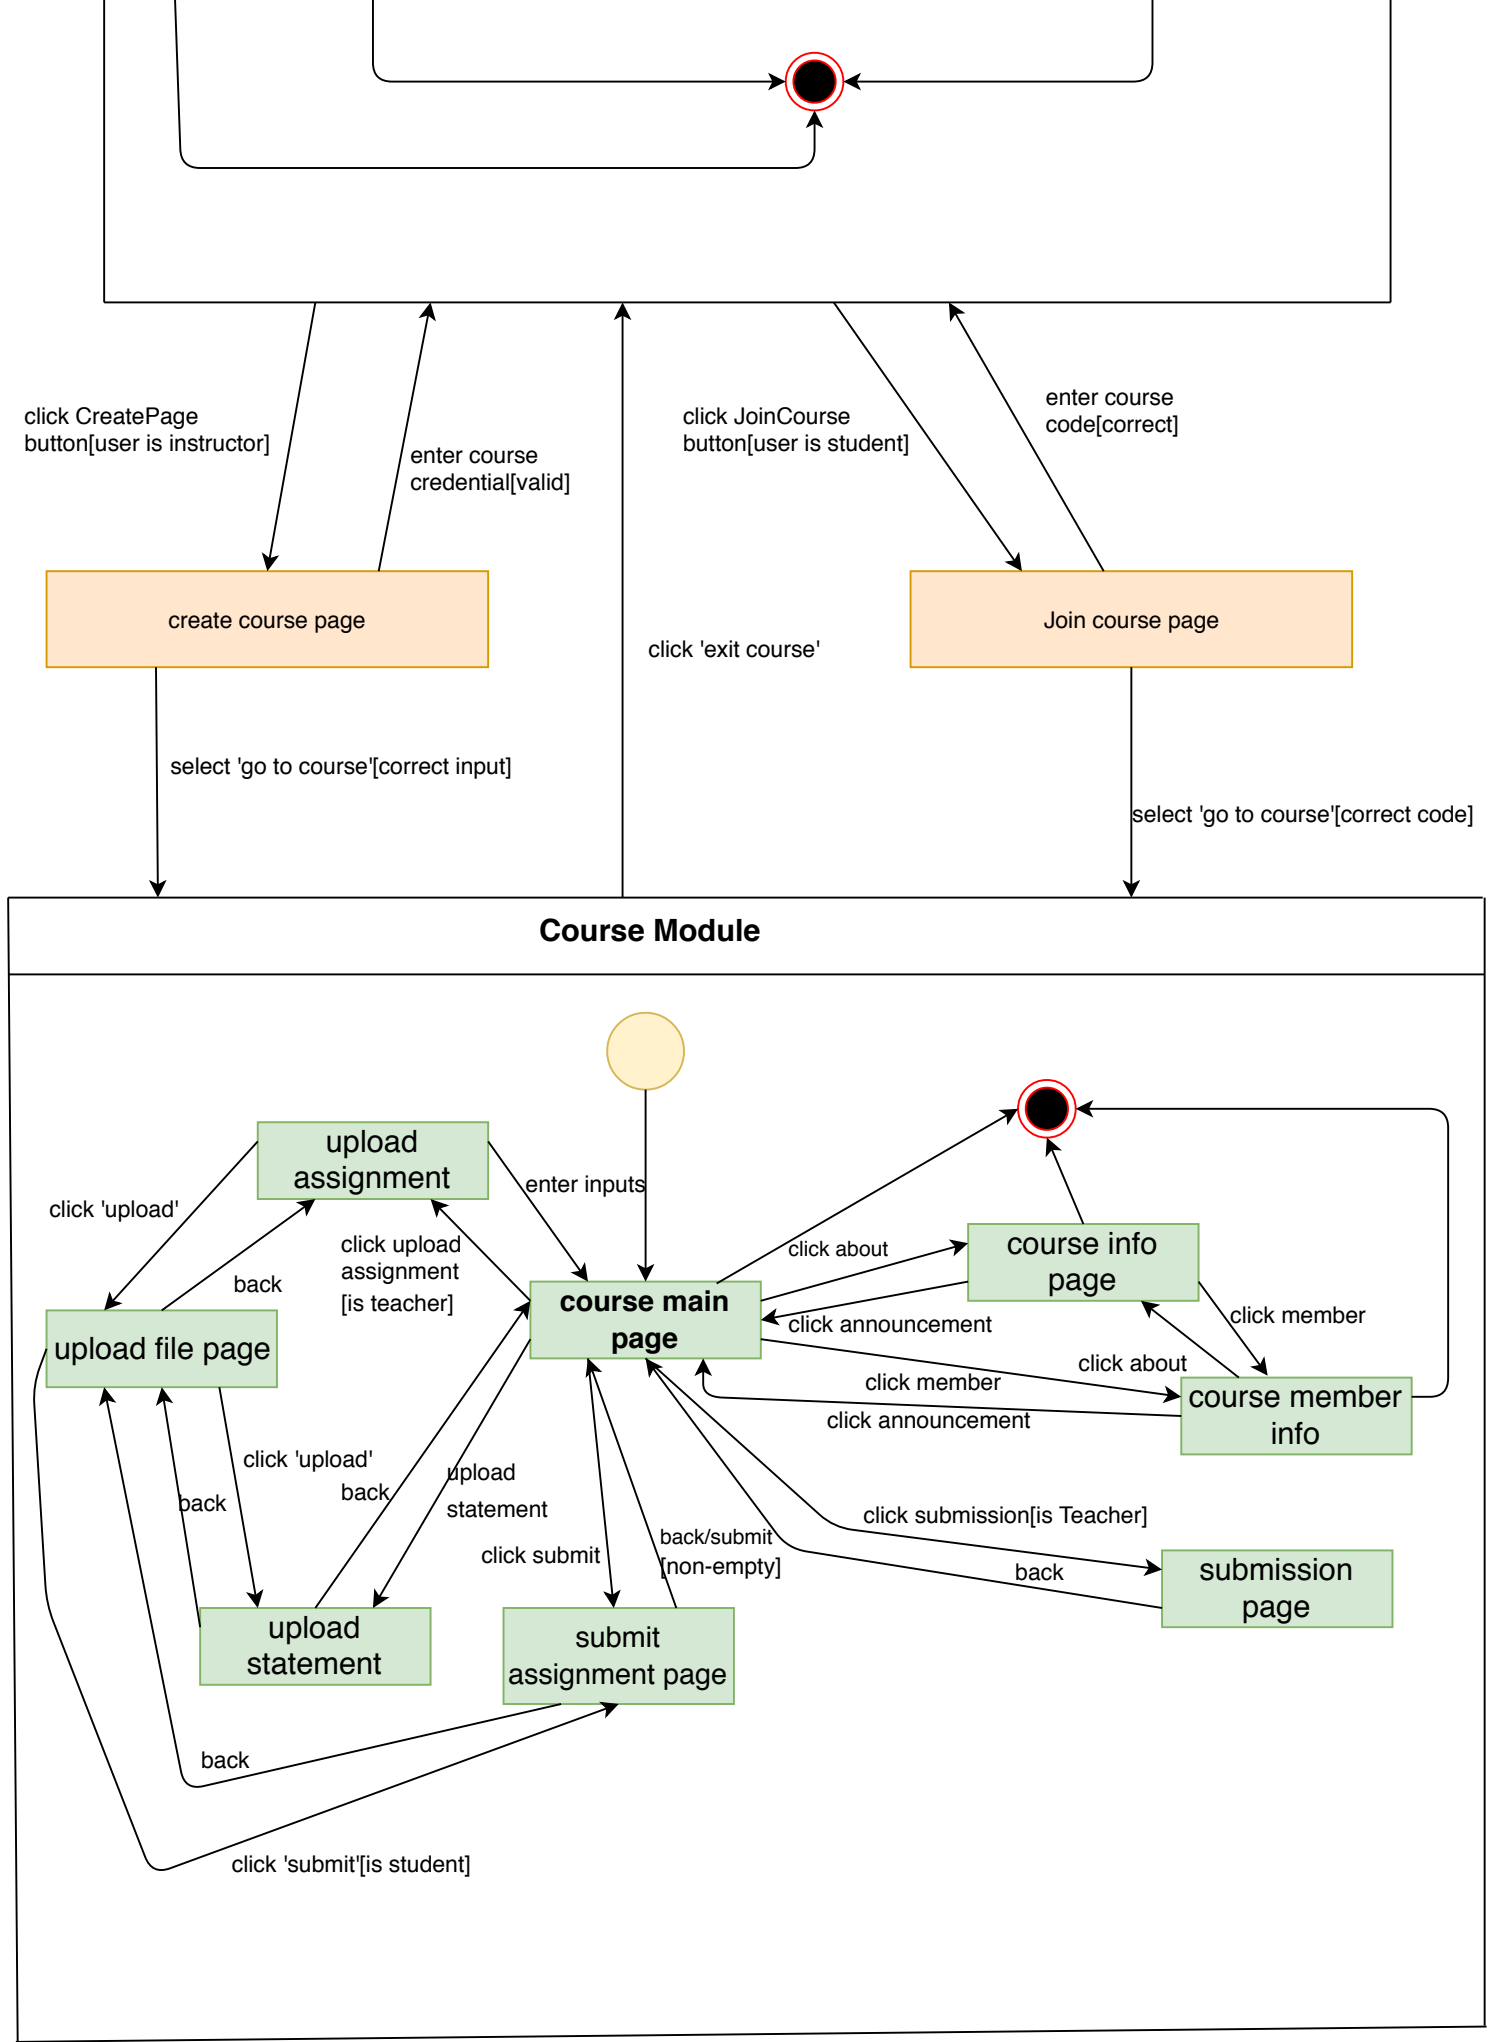 click CreatePage
button[user is instructor]
enter course
credential[valid]
click JoinCourse
button[user is student]
enter course
code[correct]
create course page
Join course page
click 'exit course'
select 'go to course'[correct input]
select 'go to course'[correct code]
Course Module
upload
assignment
enter inputs
click 'upload'
click upload
assignment
[is teacher]
back
upload file page
course main
page
click about
course info
page
click announcement
click member
click about
click member
click announcement
course member
info
click 'upload'
back
back
upload
statement
click submit
back/submit
[non-empty]
click submission[is Teacher]
back
submission
page
upload
statement
submit
assignment page
back
click 'submit'[is student]